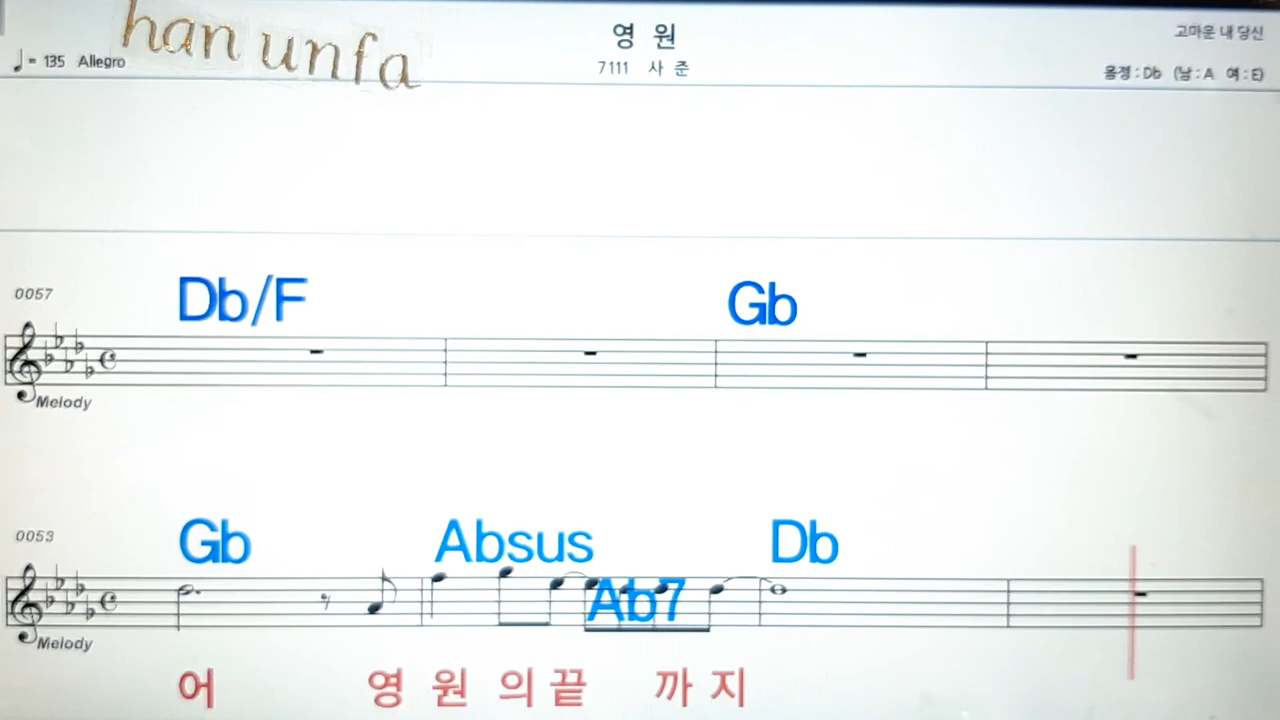 han unfa
영 원
고마운 내 당신
= 135 Allegro
7111 사 준
음정 : Db (남 : A 여 : E)
0057
Db/F Gb
Melody
0053
Gb Absus Db
Ab7
Melody
어 영 원 의 끝 까 지